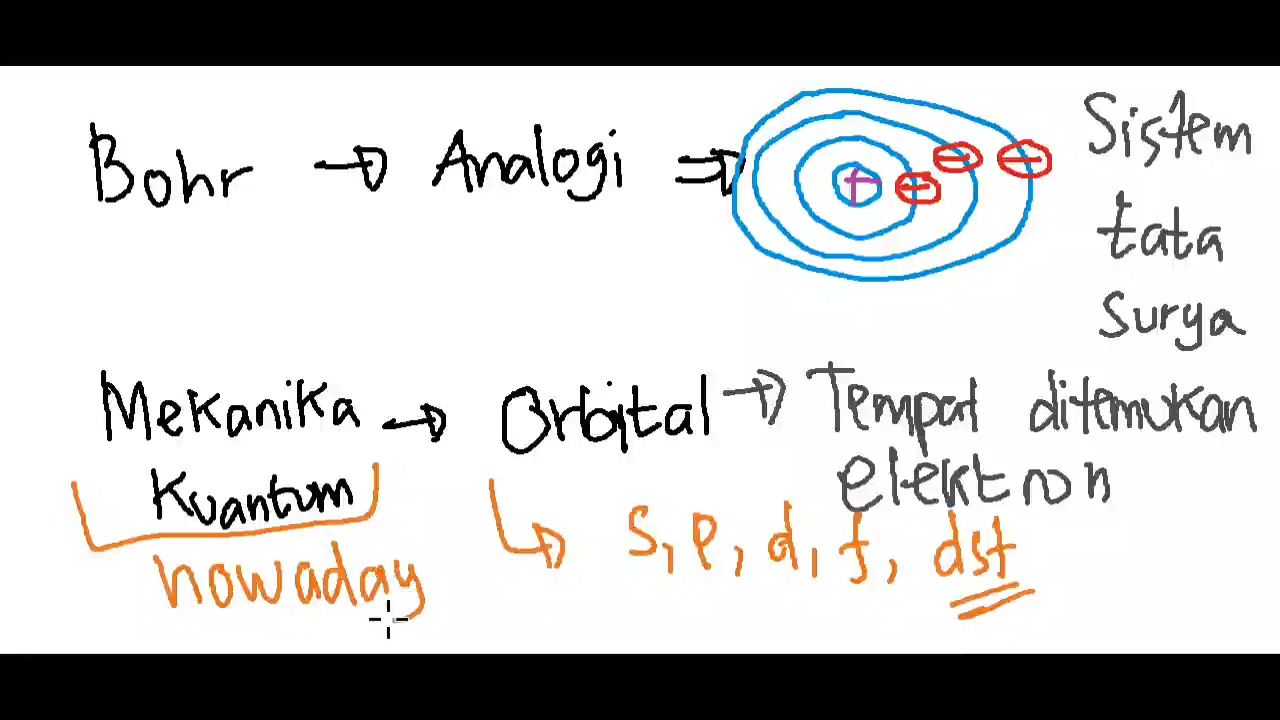 Bohr → Analogi ⇒ + - - - Sistem
tata
surya
Mekanika → Orbital → Tempat ditemukan
Kuantum elektron
s, p, d, f, dst
nowaday